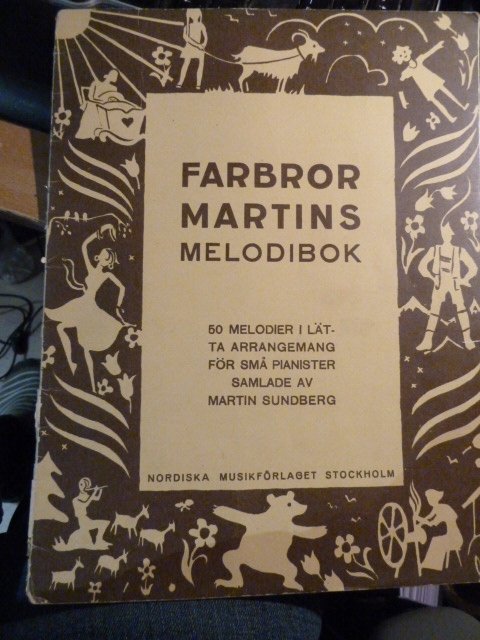 FARBROR
MARTINS
MELODIBOK
50 MELODIER I LÄT-
TA ARRANGEMANG
FÖR SMÅ PIANISTER
SAMLADE AV
MARTIN SUNDBERG
NORDISKA MUSIKFÖRLAGET STOCKHOLM